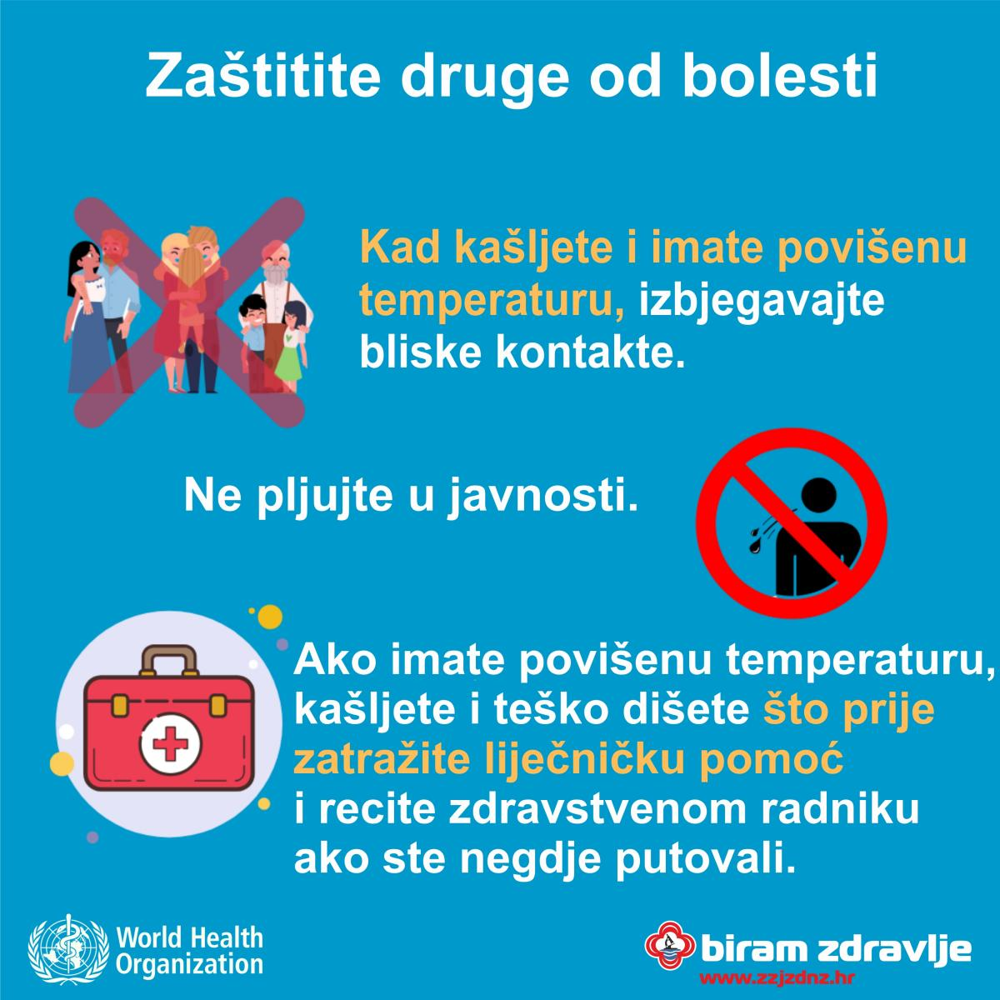 Zaštitite druge od bolesti
Kad kašljete i imate povišenu
temperaturu, izbjegavajte
bliske kontakte.
Ne pljujte u javnosti.
Ako imate povišenu temperaturu,
kašljete i teško dišete što prije
zatražite liječničku pomoć
i recite zdravstvenom radniku
ako ste negdje putovali.
World Health
Organization
biram zdravlje
www.zzjzdnz.hr